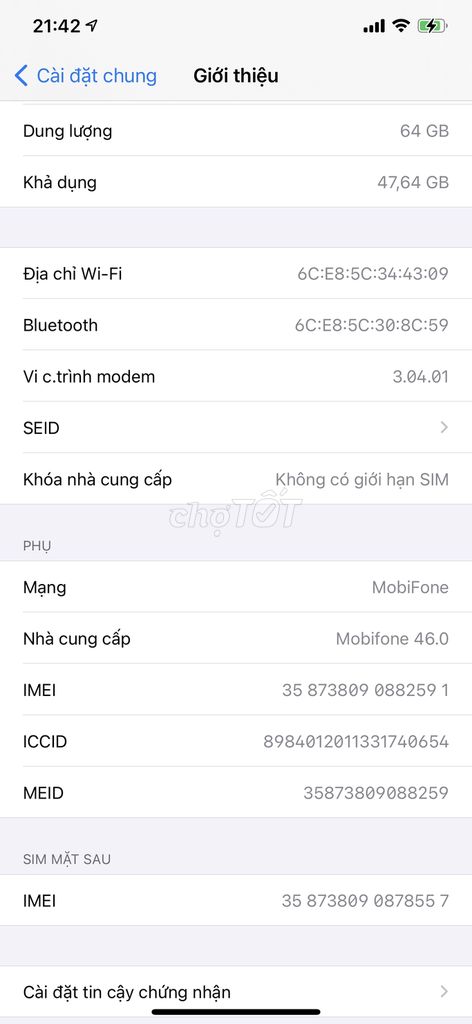 21:42
Cài đặt chung Giới thiệu
Dung lượng 64 GB
Khả dụng 47,64 GB
Địa chỉ Wi-Fi 6C:E8:5C:34:43:09
Bluetooth 6C:E8:5C:30:8C:59
Vi c.trình modem 3.04.01
SEID
Khóa nhà cung cấp Không có giới hạn SIM
chợTỐT
PHỤ
Mạng MobiFone
Nhà cung cấp Mobifone 46.0
IMEI 35 873809 088259 1
ICCID 8984012011331740654
MEID 35873809088259
SIM MẶT SAU
IMEI 35 873809 087855 7
Cài đặt tin cậy chứng nhận